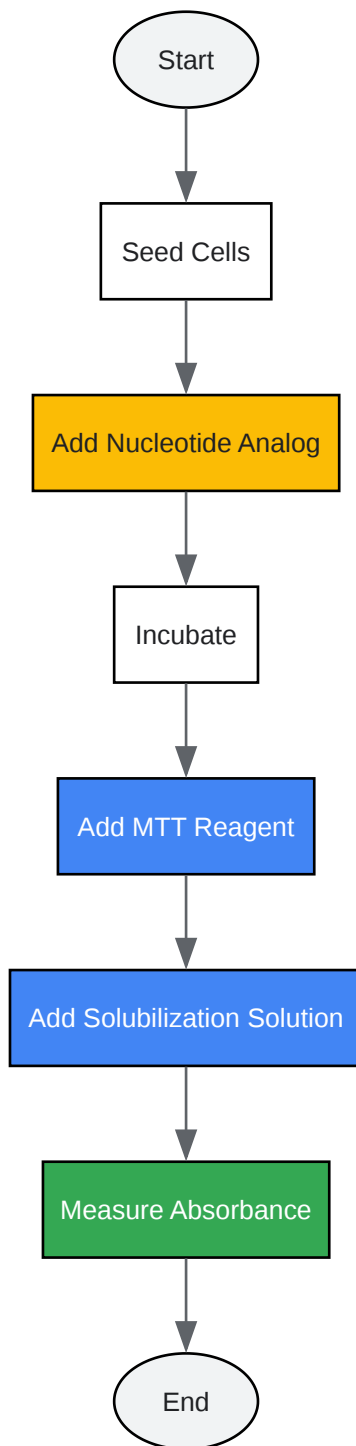 Start
Seed Cells
Add Nucleotide Analog
Incubate
Add MTT Reagent
Add Solubilization Solution
Measure Absorbance
End